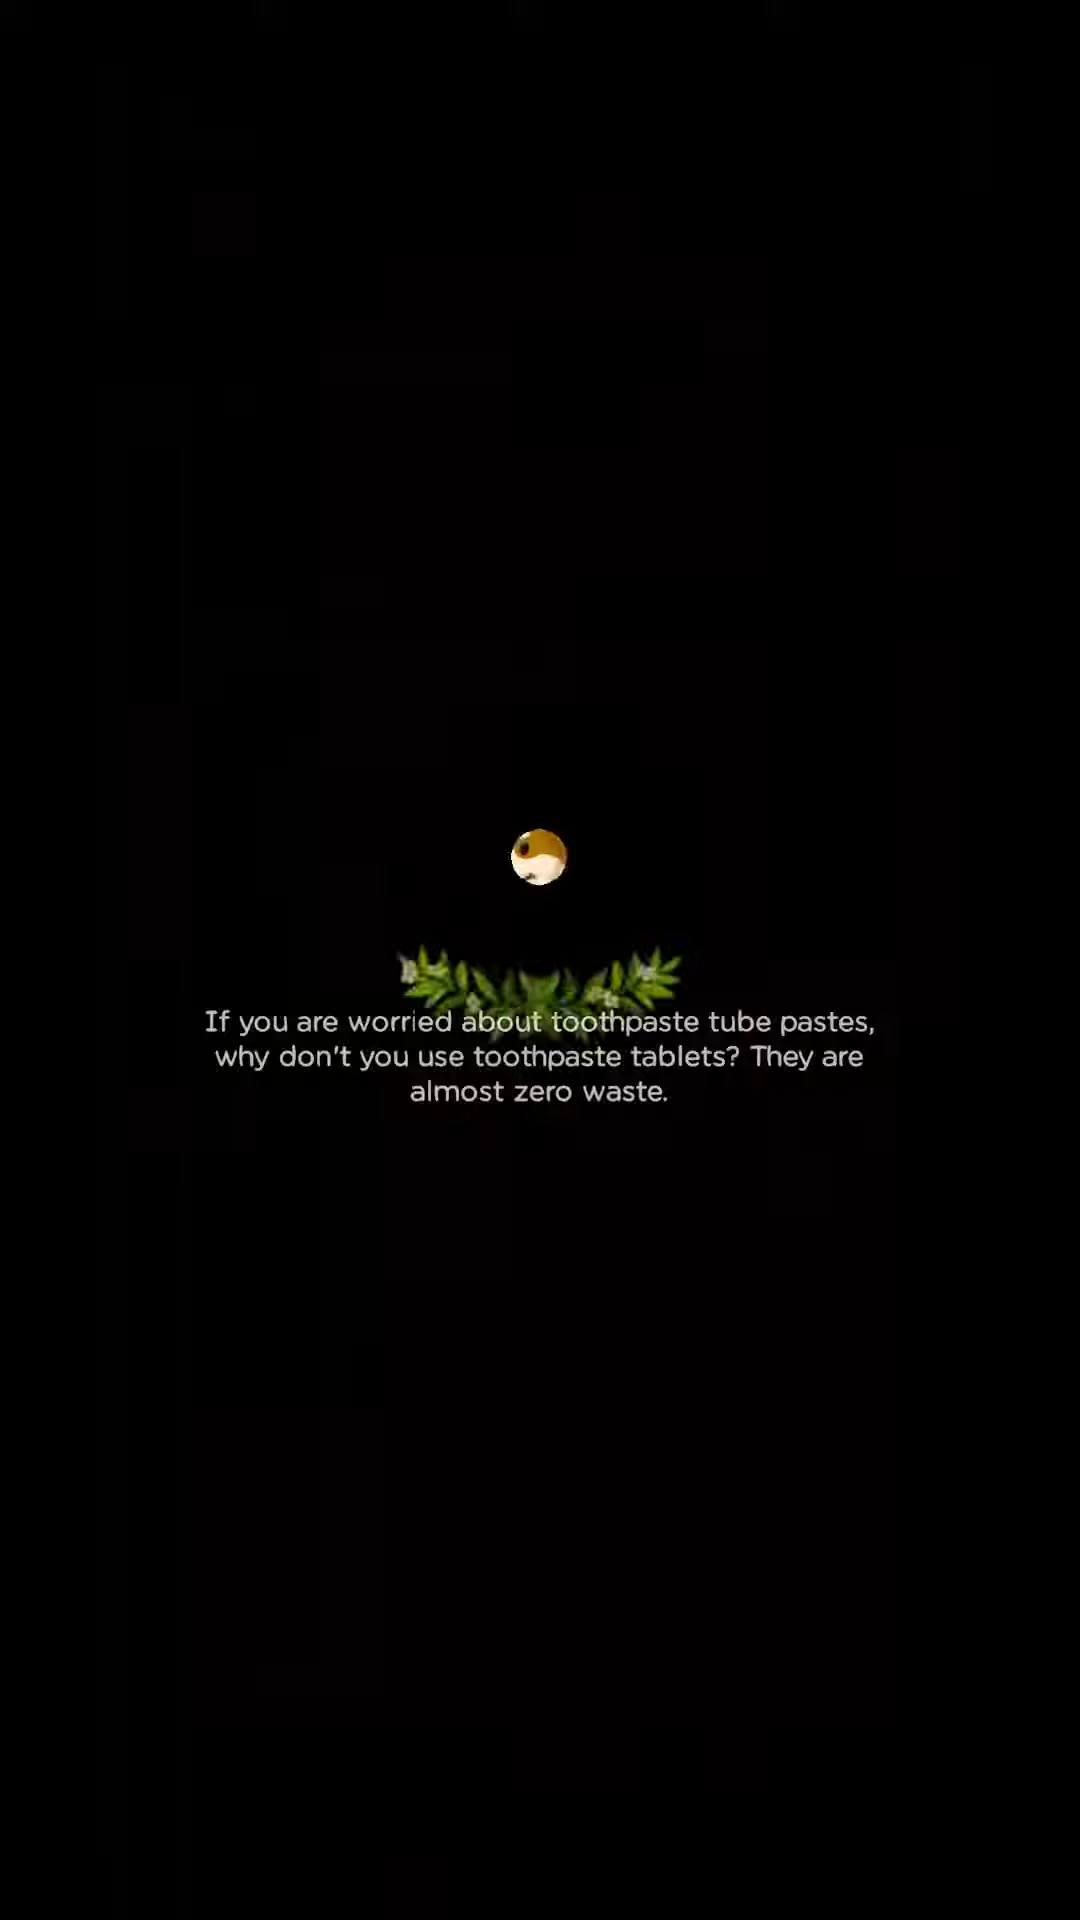 If you are worried about toothpaste tube pastes,
why don't you use toothpaste tablets? They are
almost zero waste.